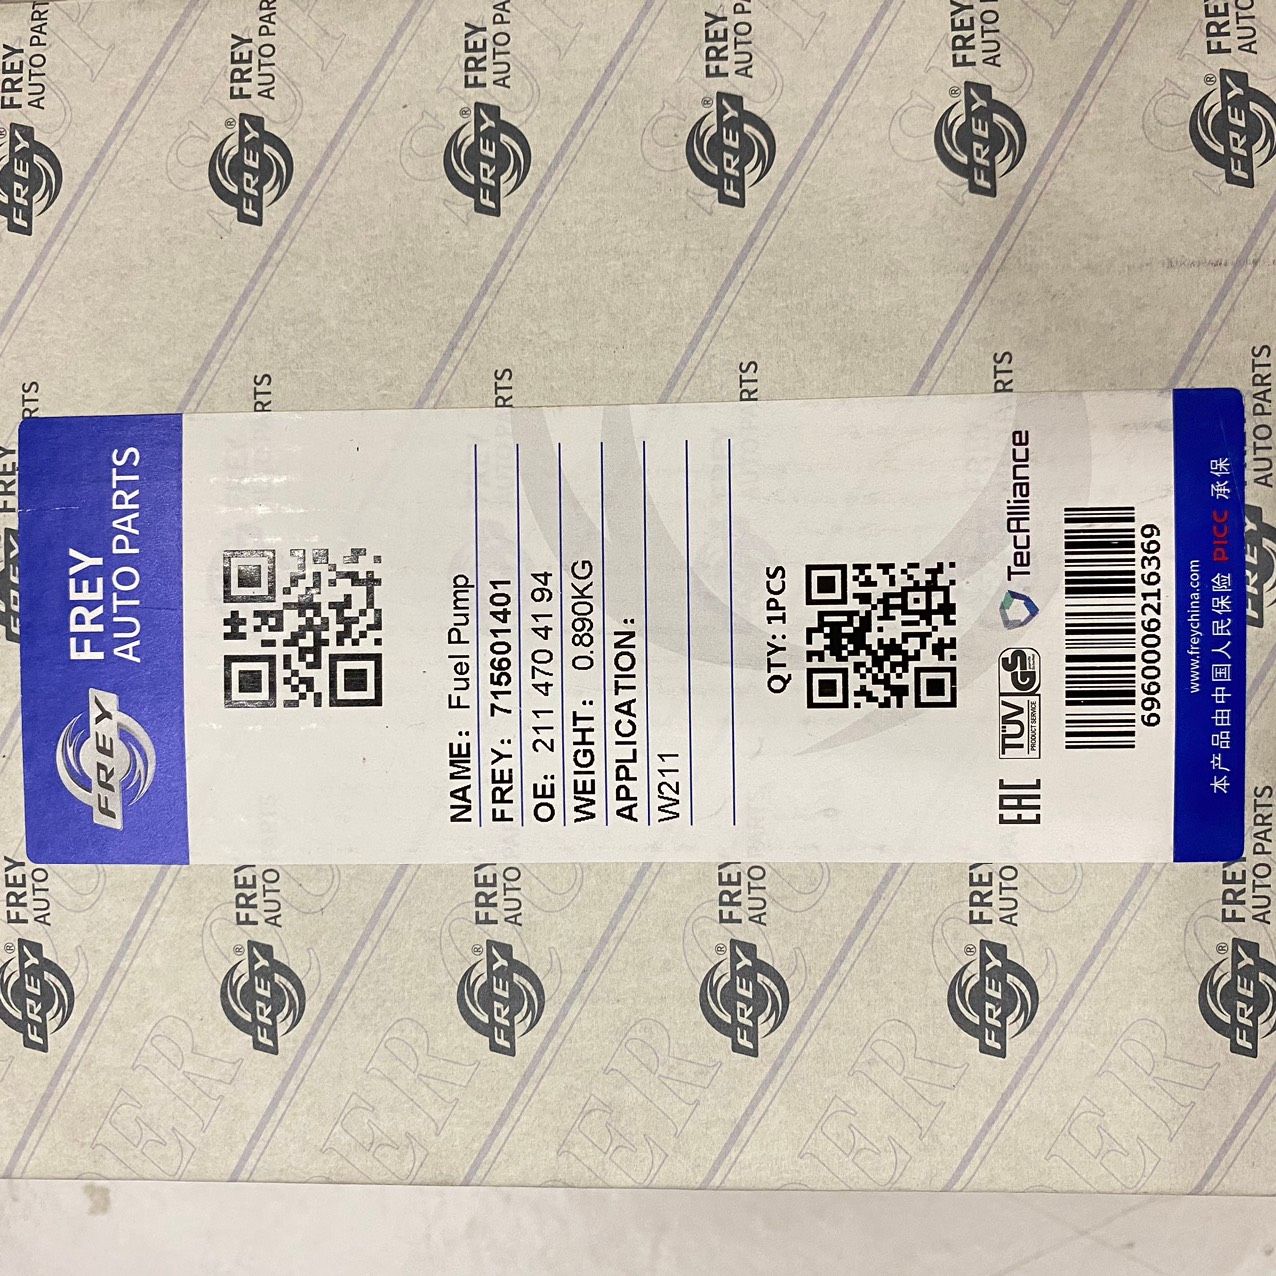 FREY
FREY
AUTO PARTS
NAME: Fuel Pump
FREY: 715601401
OE: 211 470 41 94
WEIGHT: 0.890KG
APPLICATION:
W211
QTY: 1PCS
EAC
TÜV
PRODUCT SERVICE
GS
TecAlliance
6960006216369
www.freychina.com
本产品由中国人民保险 PICC 承保